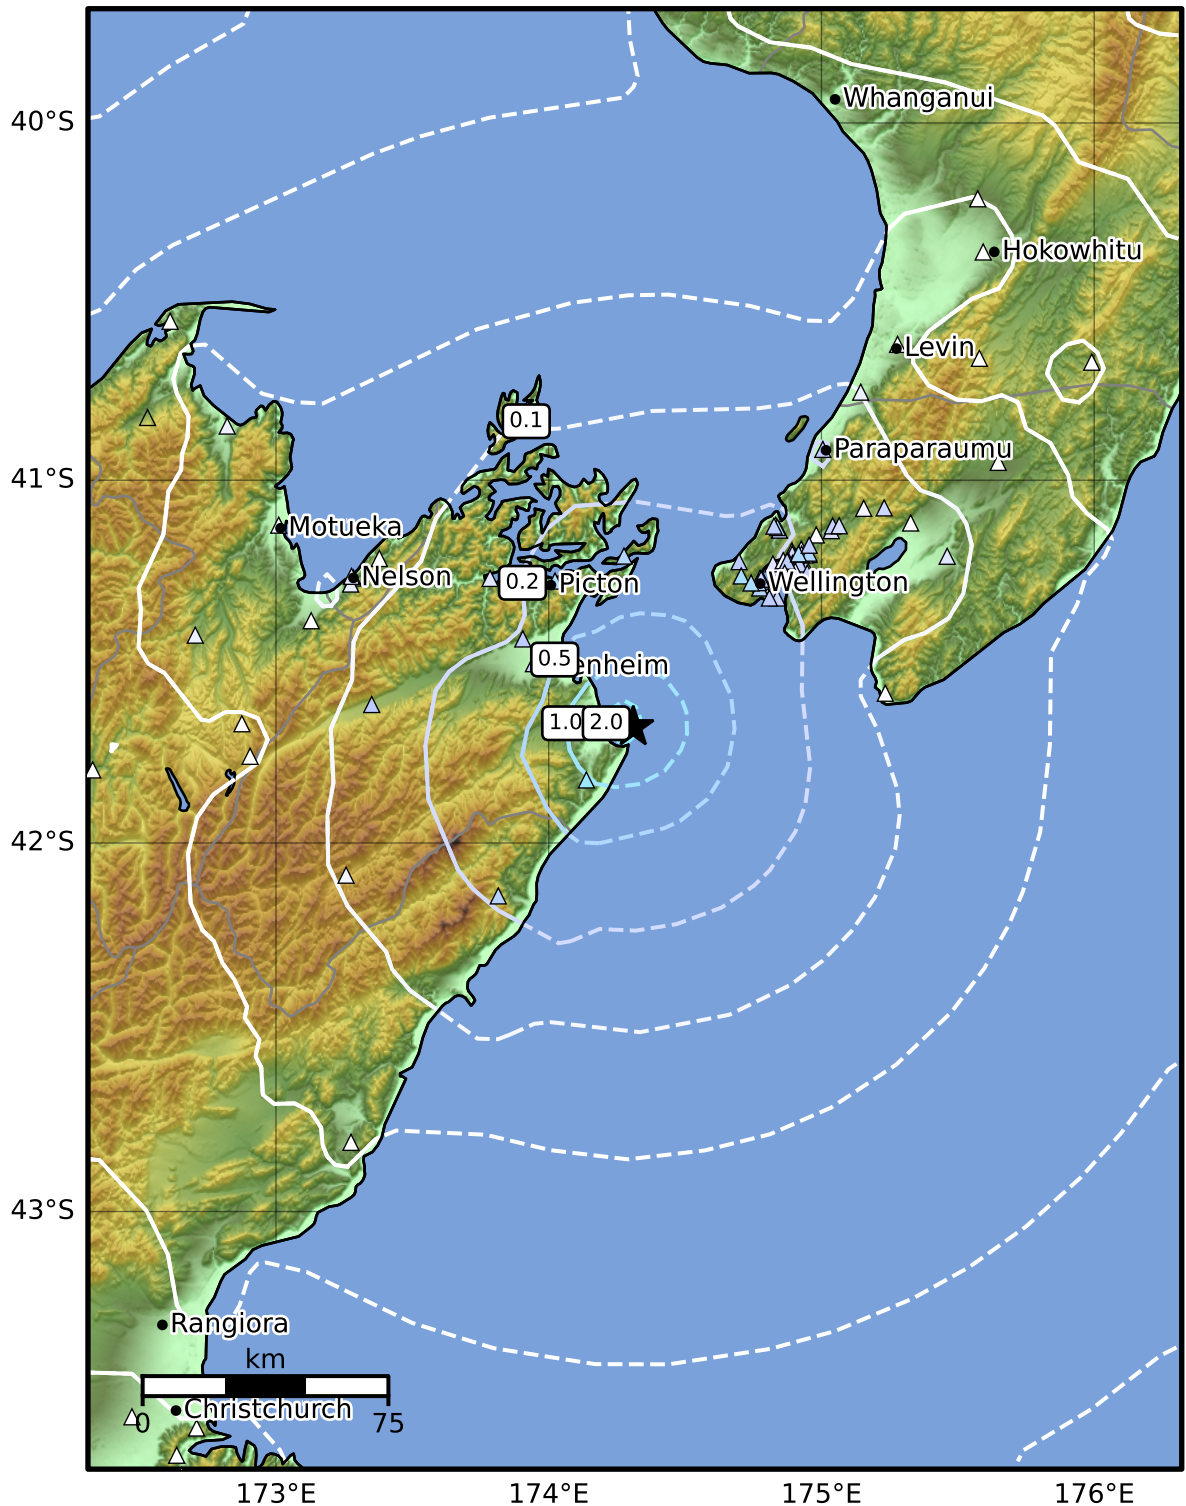 Whanganui
40°S
Hokowhitu
Levin
0.1
Paraparaumu
41°S
Motueka
Nelson
0.2
Picton
Wellington
0.5
enheim
1.0
2.0
42°S
43°S
Rangiora
km
Christchurch
0
75
173°E
174°E
175°E
176°E